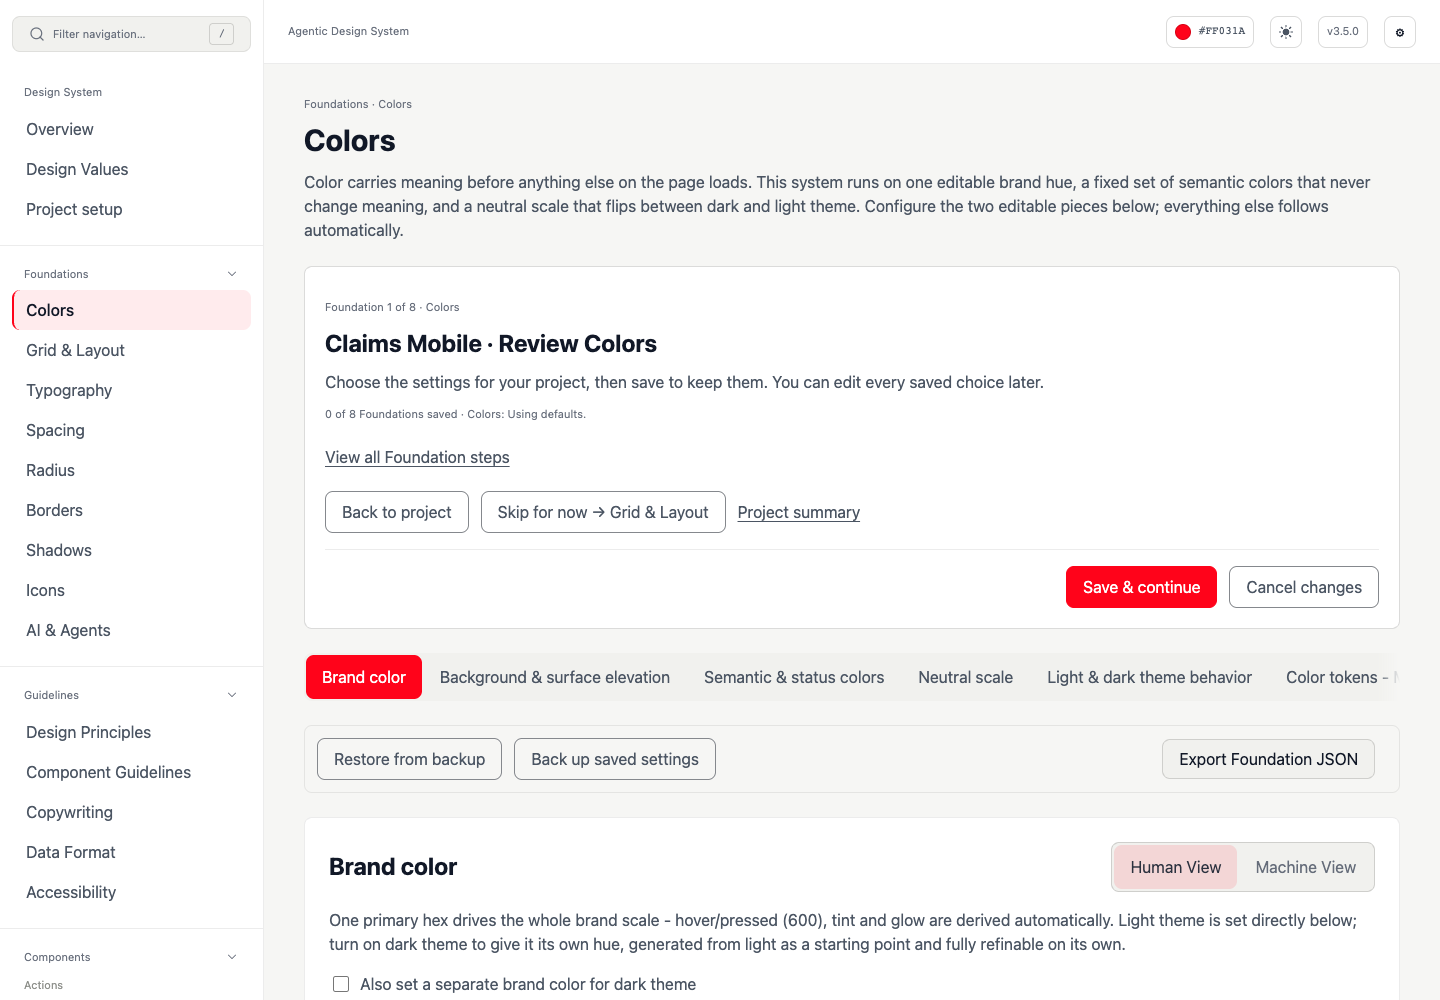 Filter navigation...
/
Design System
Overview
Design Values
Project setup
Foundations
Colors
Grid & Layout
Typography
Spacing
Radius
Borders
Shadows
Icons
AI & Agents
Guidelines
Design Principles
Component Guidelines
Copywriting
Data Format
Accessibility
Components
Actions
Agentic Design System
#FF031A
v3.5.0
Foundations · Colors
Colors
Color carries meaning before anything else on the page loads. This system runs on one editable brand hue, a fixed set of semantic colors that never
change meaning, and a neutral scale that flips between dark and light theme. Configure the two editable pieces below; everything else follows
automatically.
Foundation 1 of 8 · Colors
Claims Mobile · Review Colors
Choose the settings for your project, then save to keep them. You can edit every saved choice later.
0 of 8 Foundations saved · Colors: Using defaults.
View all Foundation steps
Back to project
Skip for now → Grid & Layout
Project summary
Save & continue
Cancel changes
Brand color
Background & surface elevation
Semantic & status colors
Neutral scale
Light & dark theme behavior
Color tokens -
Restore from backup
Back up saved settings
Export Foundation JSON
Brand color
Human View
Machine View
One primary hex drives the whole brand scale - hover/pressed (600), tint and glow are derived automatically. Light theme is set directly below;
turn on dark theme to give it its own hue, generated from light as a starting point and fully refinable on its own.
Also set a separate brand color for dark theme